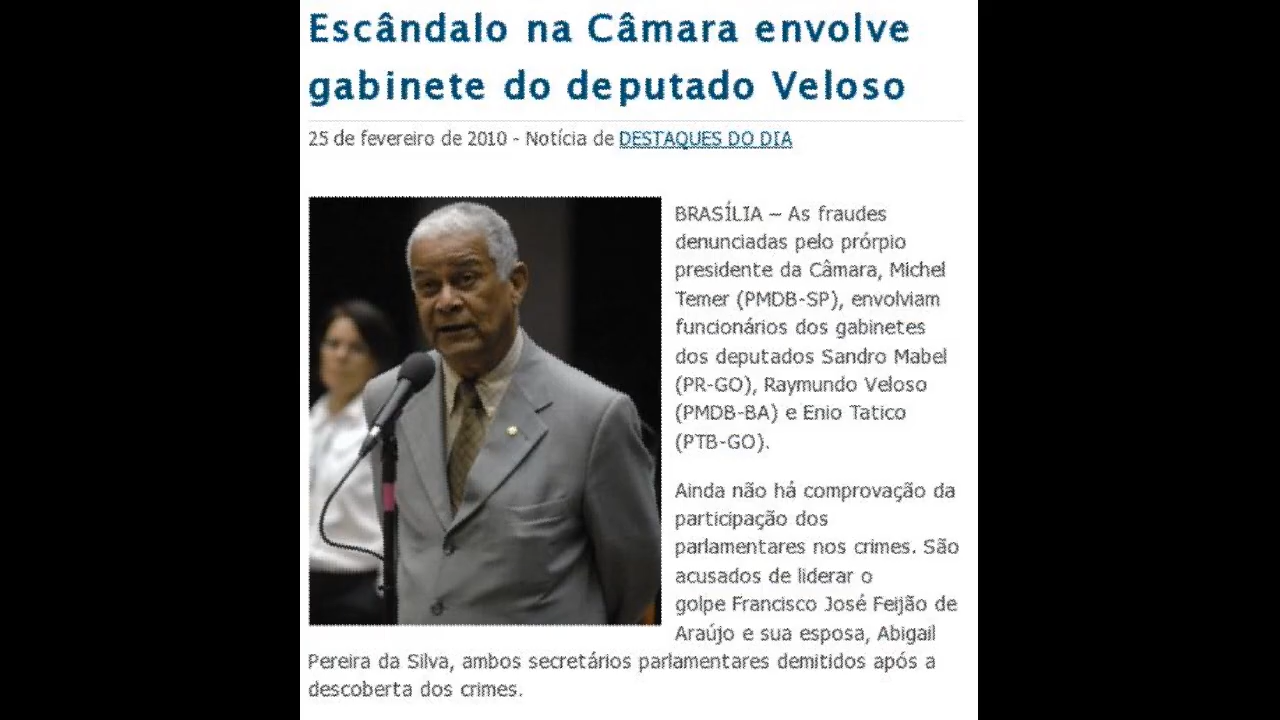 Escândalo na Câmara envolve
gabinete do deputado Veloso
25 de fevereiro de 2010 - Notícia de DESTAQUES DO DIA
BRASÍLIA – As fraudes
denunciadas pelo prórpio
presidente da Câmara, Michel
Temer (PMDB-SP), envolviam
funcionários dos gabinetes
dos deputados Sandro Mabel
(PR-GO), Raymundo Veloso
(PMDB-BA) e Enio Tatico
(PTB-GO).
Ainda não há comprovação da
participação dos
parlamentares nos crimes. São
acusados de liderar o
golpe Francisco José Feijão de
Araújo e sua esposa, Abigail
Pereira da Silva, ambos secretários parlamentares demitidos após a
descoberta dos crimes.